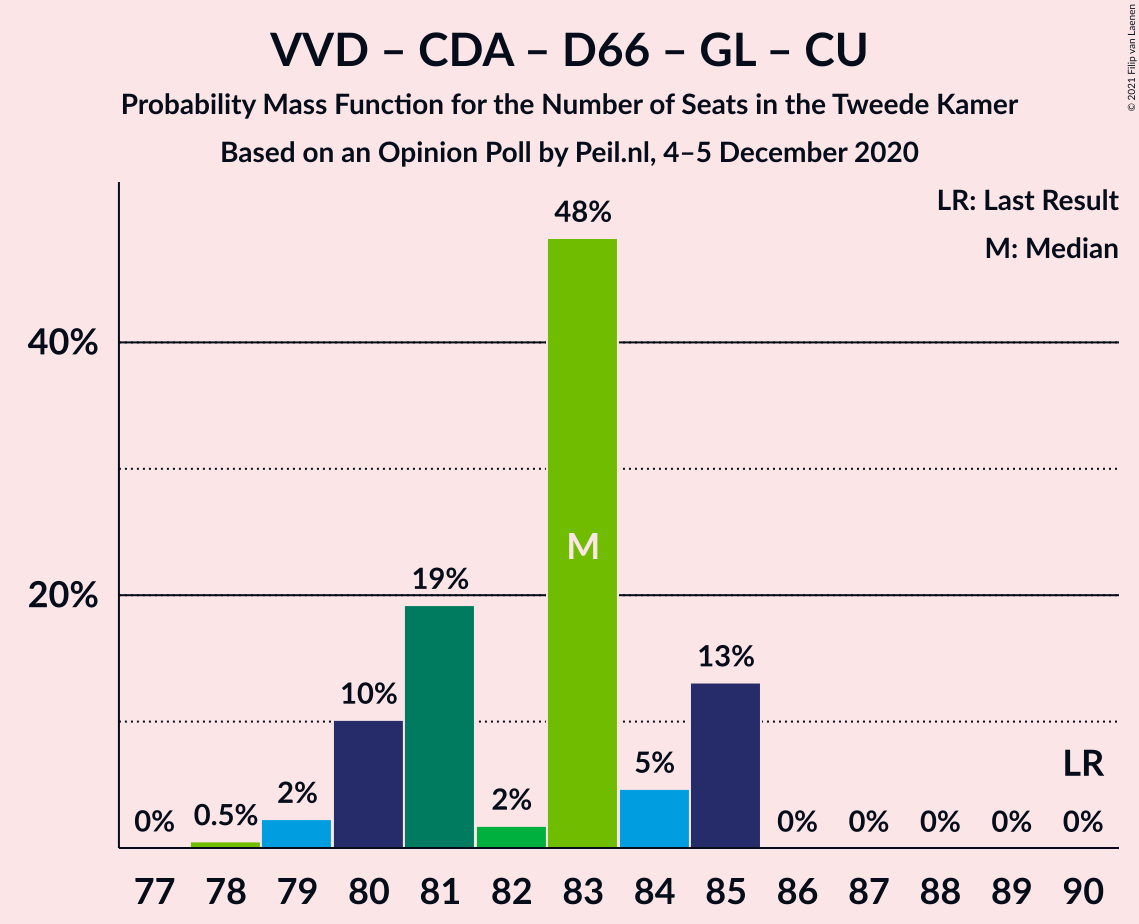 VVD – CDA – D66 – GL – CU
Probability Mass Function for the Number of Seats in the Tweede Kamer
Based on an Opinion Poll by Peil.nl, 4–5 December 2020
© 2021 Filip van Laenen
LR: Last Result
M: Median
40%
20%
0%
0.5%
2%
10%
19%
2%
48%
M
5%
13%
0%
0%
0%
0%
LR
0%
77 78 79 80 81 82 83 84 85 86 87 88 89 90